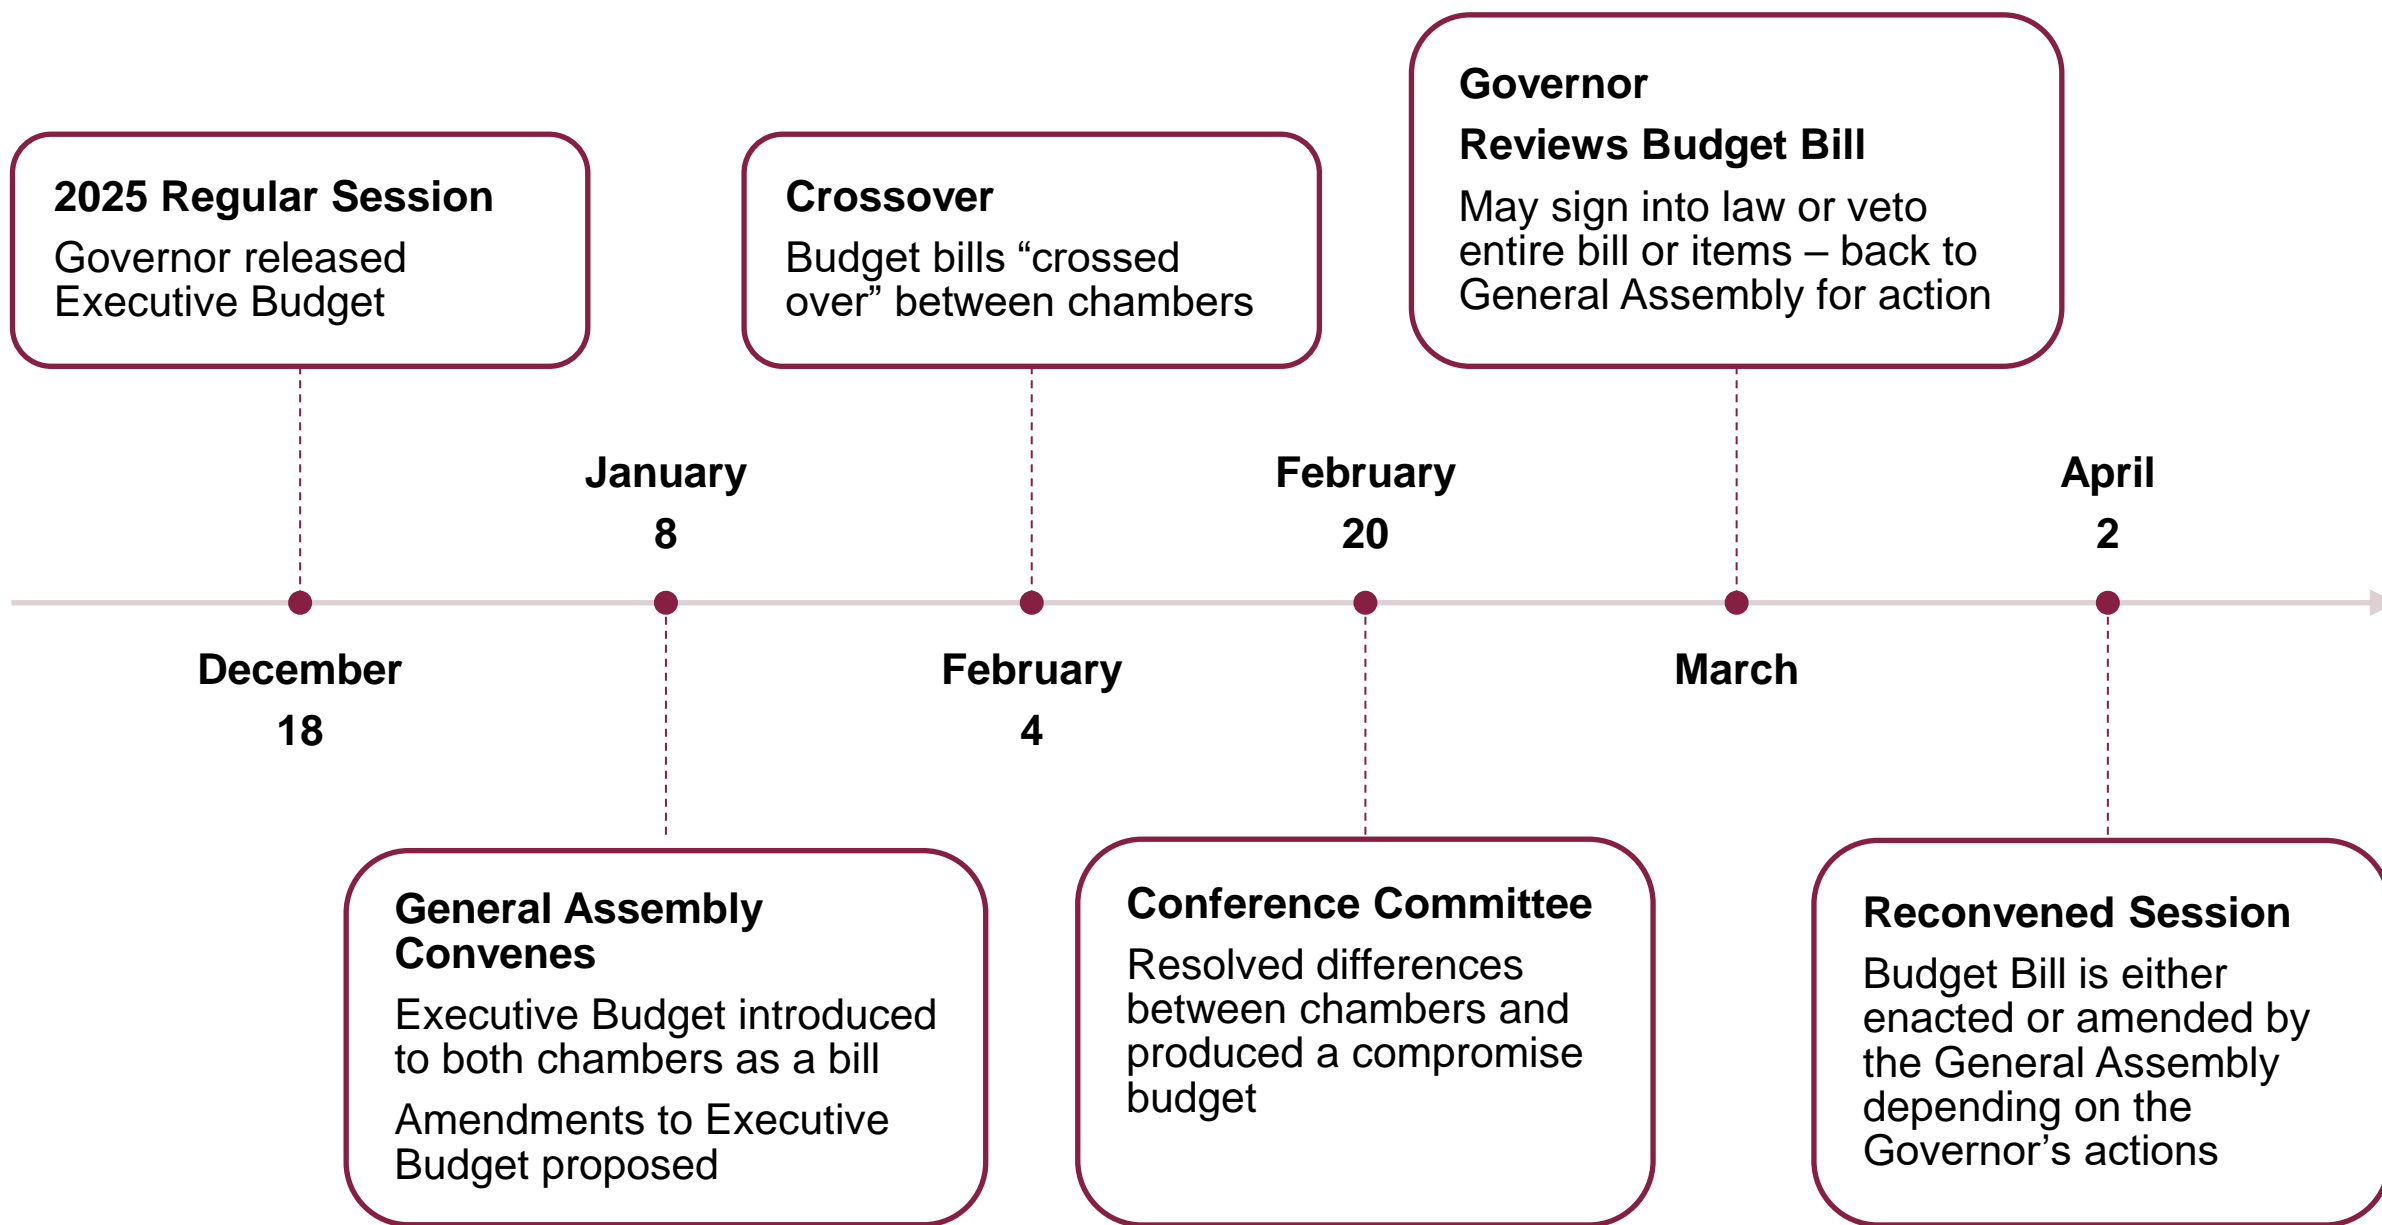 2025 Regular Session
Governor released
Executive Budget
Crossover
Budget bills “crossed
over” between chambers
Governor
Reviews Budget Bill
May sign into law or veto
entire bill or items – back to
General Assembly for action
January
8
February
20
April
2
December
18
February
4
March
General Assembly
Convenes
Executive Budget introduced
to both chambers as a bill
Amendments to Executive
Budget proposed
Conference Committee
Resolved differences
between chambers and
produced a compromise
budget
Reconvened Session
Budget Bill is either
enacted or amended by
the General Assembly
depending on the
Governor’s actions